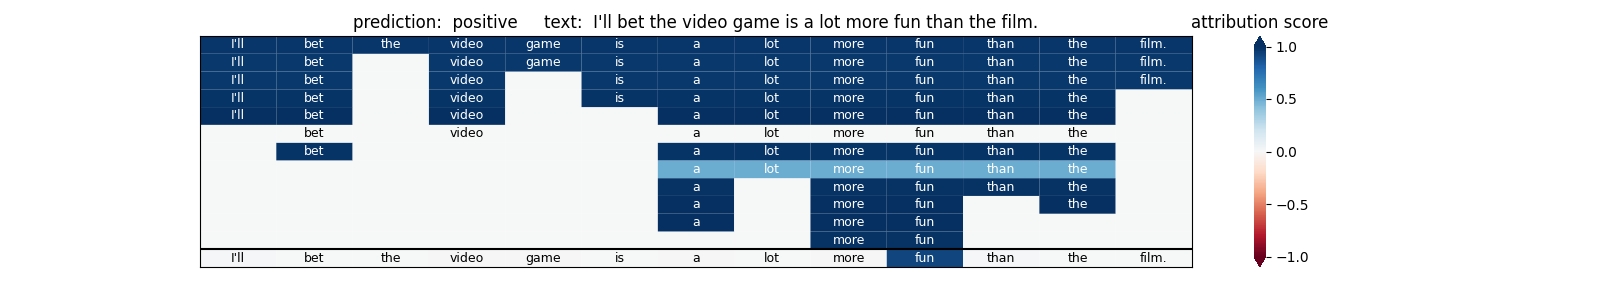 prediction:  positive     text:  I'll bet the video game is a lot more fun than the film.     attribution score
I'll bet the video game is a lot more fun than the film. 1.0
I'll bet video game is a lot more fun than the film.
I'll bet video is a lot more fun than the film.
I'll bet video is a lot more fun than the 0.5
I'll bet video a lot more fun than the
bet video a lot more fun than the
bet a lot more fun than the 0.0
a lot more fun than the
a more fun than the
a more fun the −0.5
a more fun
more fun
I'll bet the video game is a lot more fun than the film. −1.0